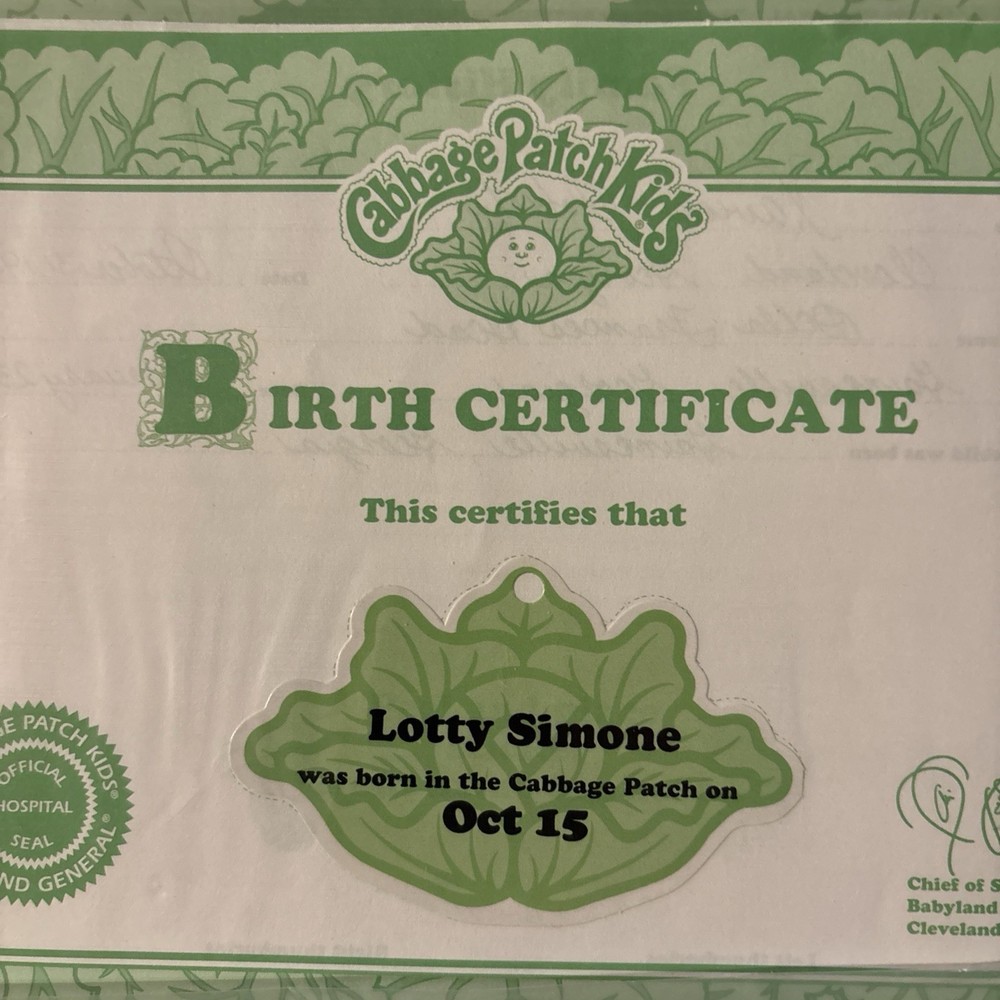 Cabbage Patch Kids®
BIRTH CERTIFICATE
This certifies that
Lotty Simone
was born in the Cabbage Patch on
Oct 15
E PATCH KIDS®
OFFICIAL
HOSPITAL
SEAL
ND GENERAL®
Chief of S
Babyland
Cleveland